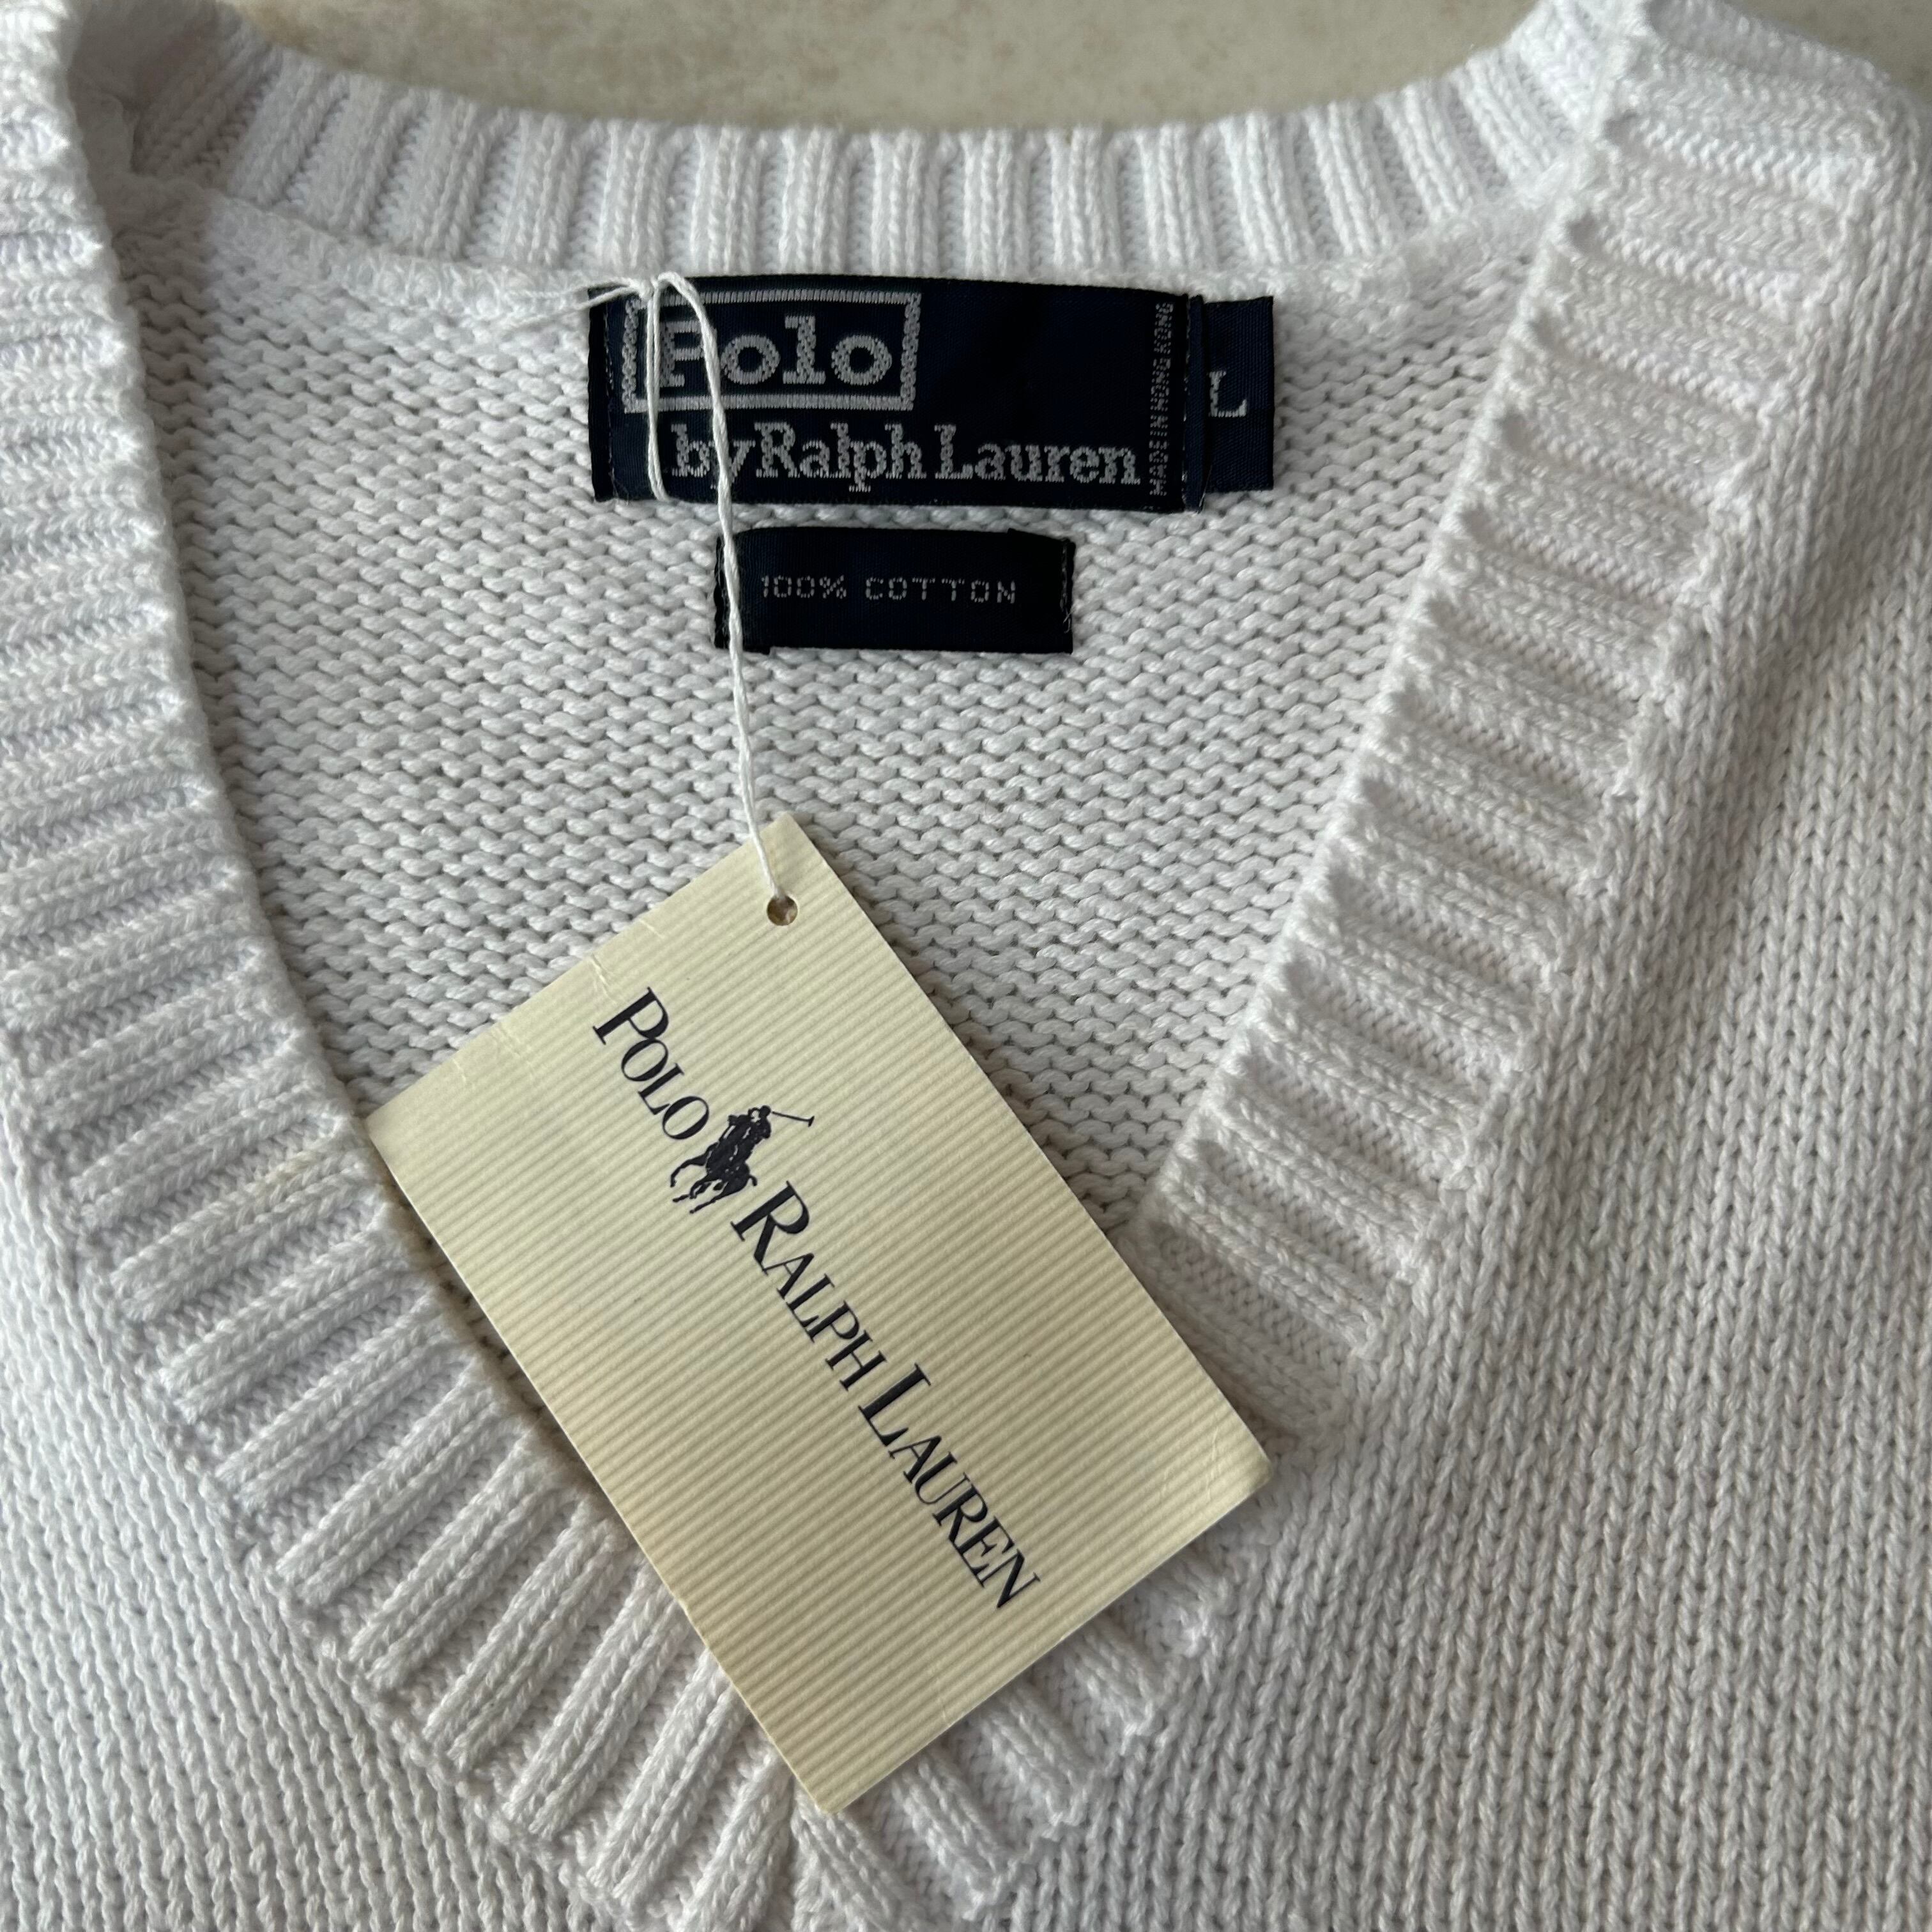 Polo
by Ralph Lauren
MADE IN HONG KONG
L
100% COTTON
POLO RALPH LAUREN